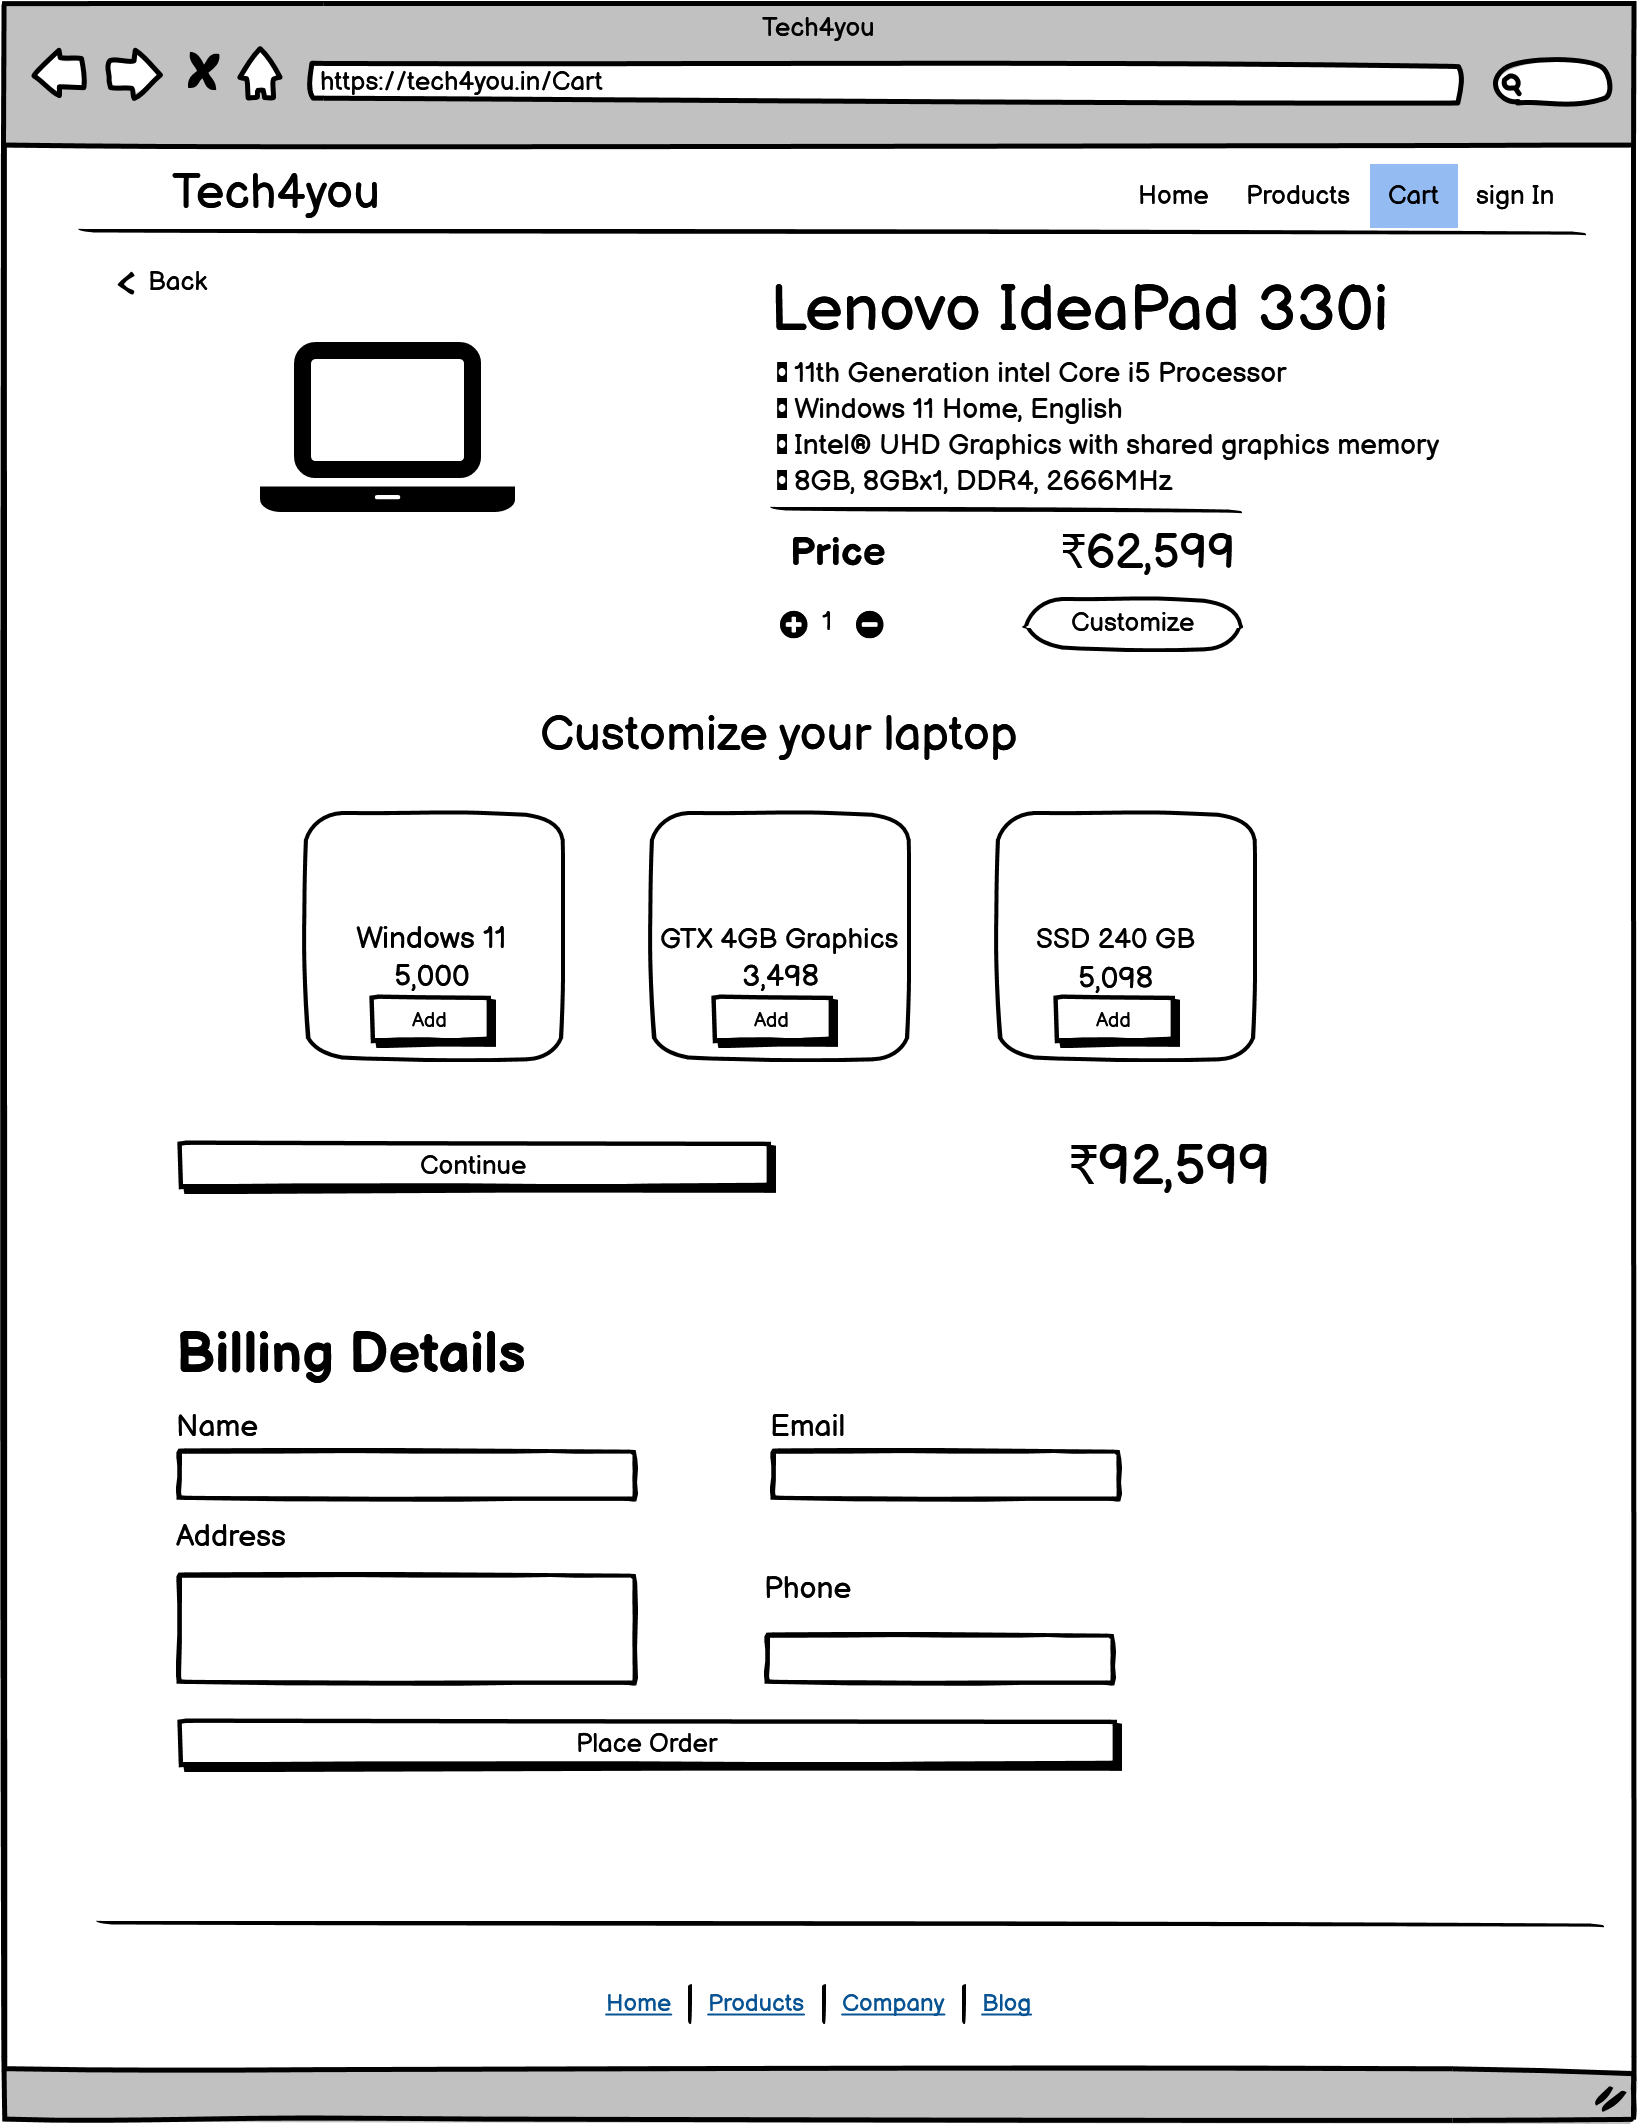 Tech4you
https://tech4you.in/Cart
Tech4you
Home Products Cart sign In
Back
Lenovo IdeaPad 330i
11th Generation intel Core i5 Processor
Windows 11 Home, English
Intel® UHD Graphics with shared graphics memory
8GB, 8GBx1, DDR4, 2666MHz
Price ₹62,599
1 Customize
Customize your laptop
Windows 11
5,000
Add
GTX 4GB Graphics
3,498
Add
SSD 240 GB
5,098
Add
Continue ₹92,599
Billing Details
Name
Email
Address
Phone
Place Order
Home Products Company Blog